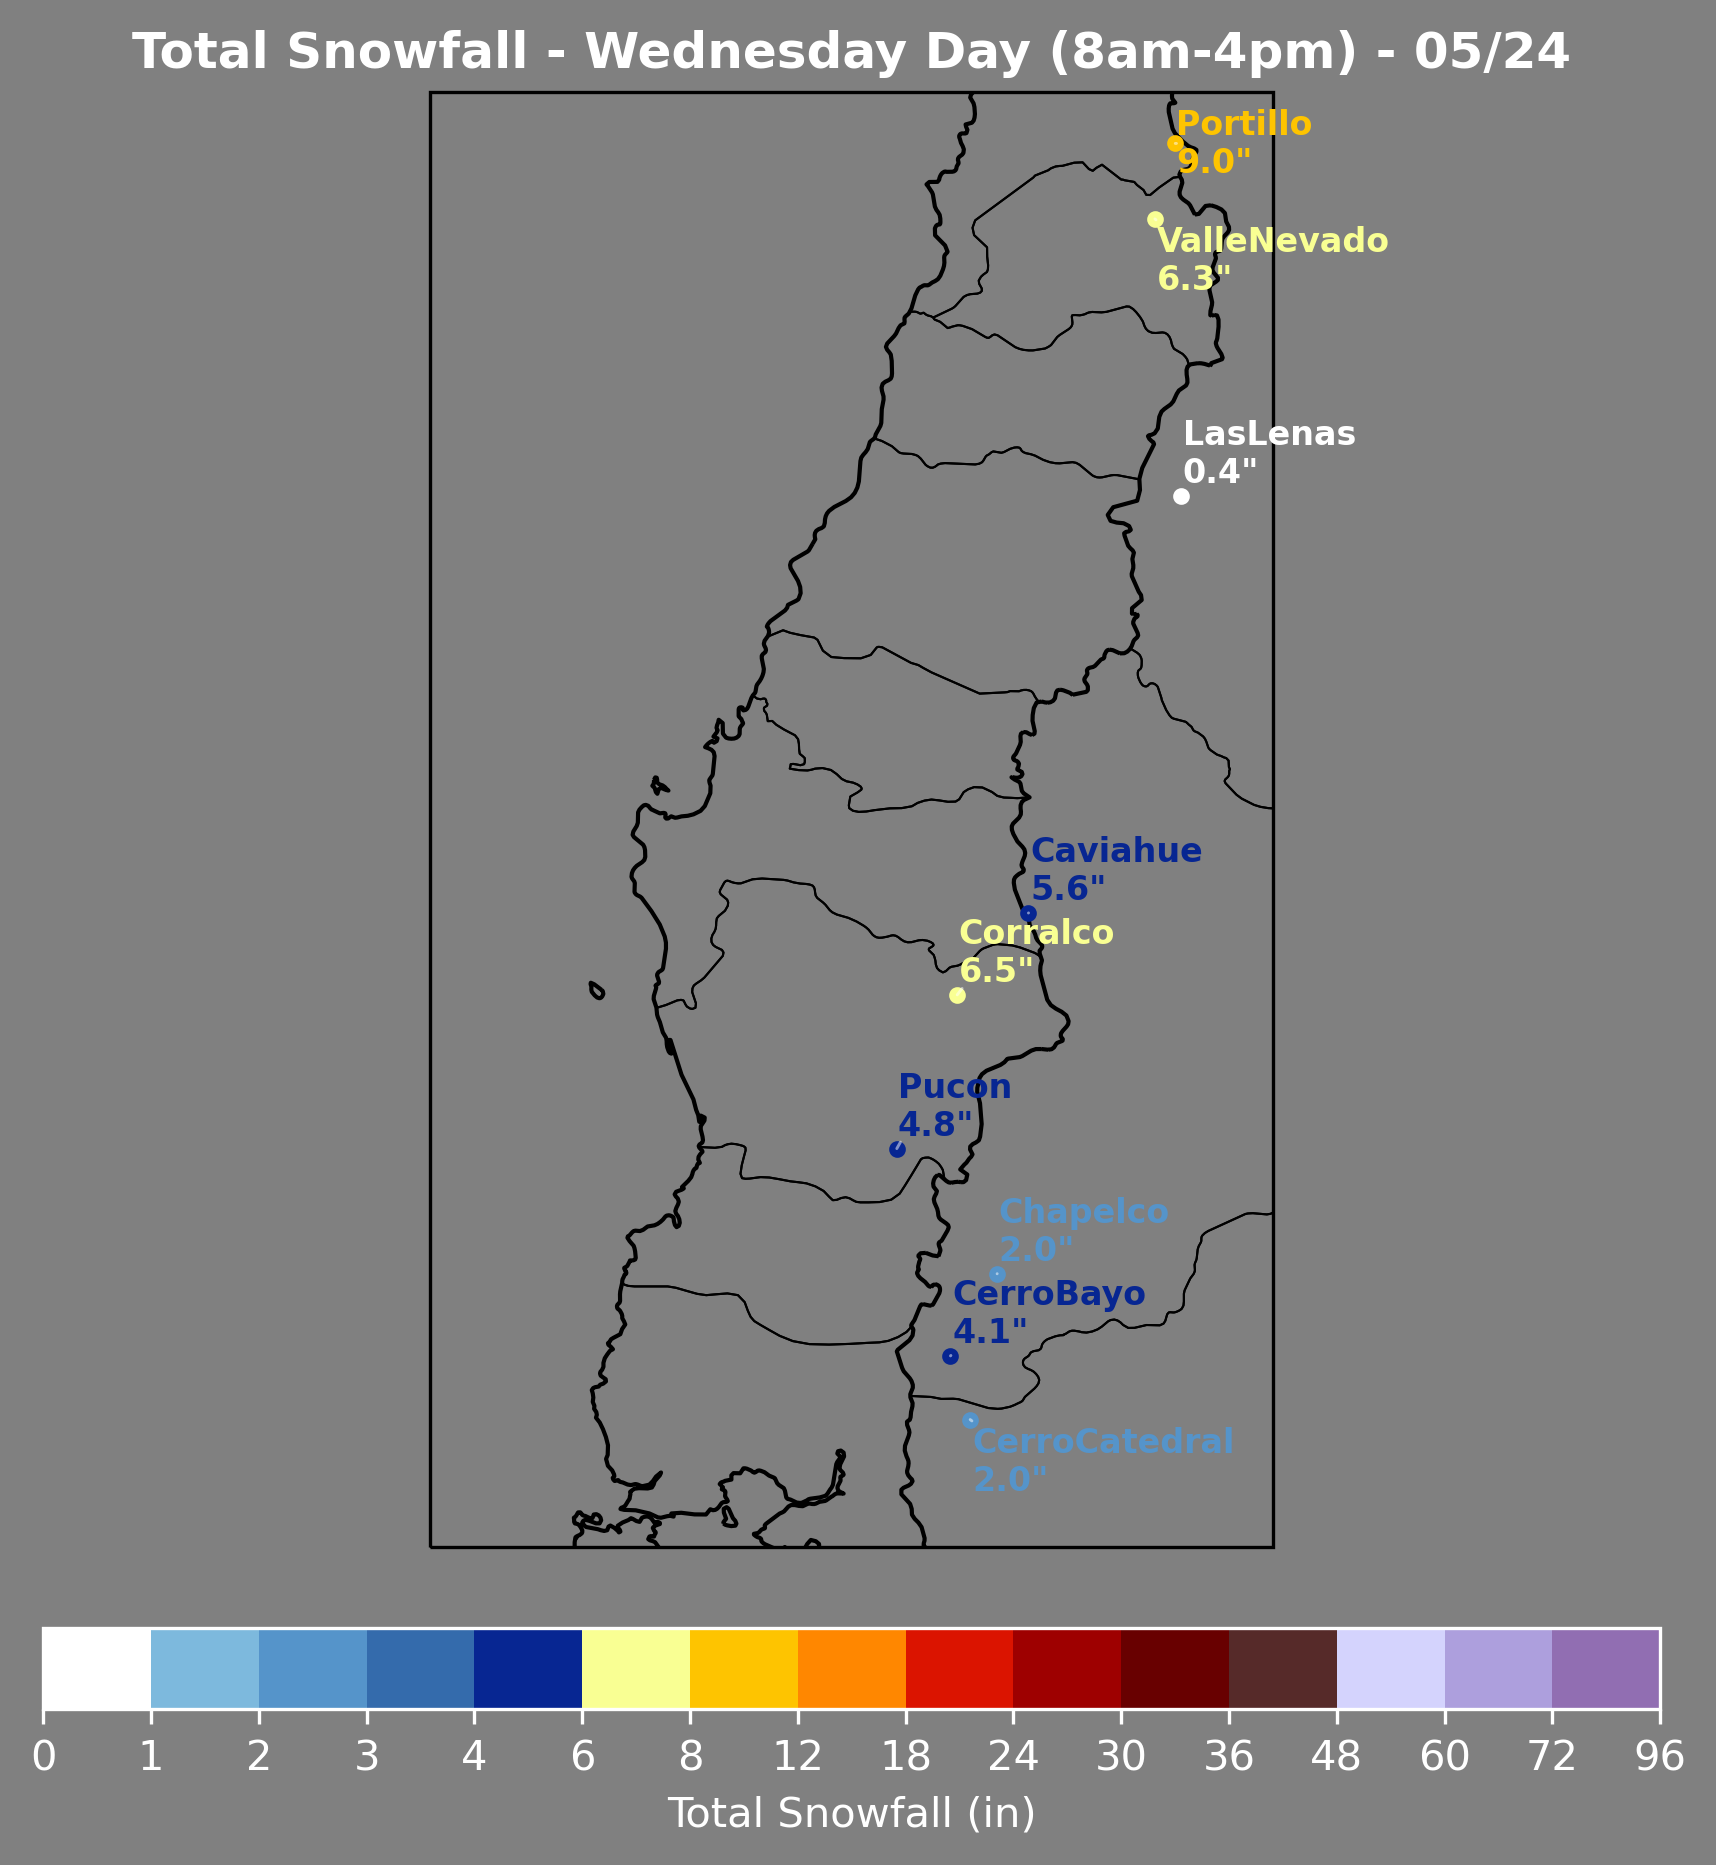 Total Snowfall - Wednesday Day (8am-4pm) - 05/24
Portillo
9.0"
ValleNevado
6.3"
LasLenas
0.4"
Caviahue
5.6"
Corralco
6.5"
Pucon
4.8"
Chapelco
2.0"
CerroBayo
4.1"
CerroCatedral
2.0"
0 1 2 3 4 6 8 12 18 24 30 36 48 60 72 96
Total Snowfall (in)